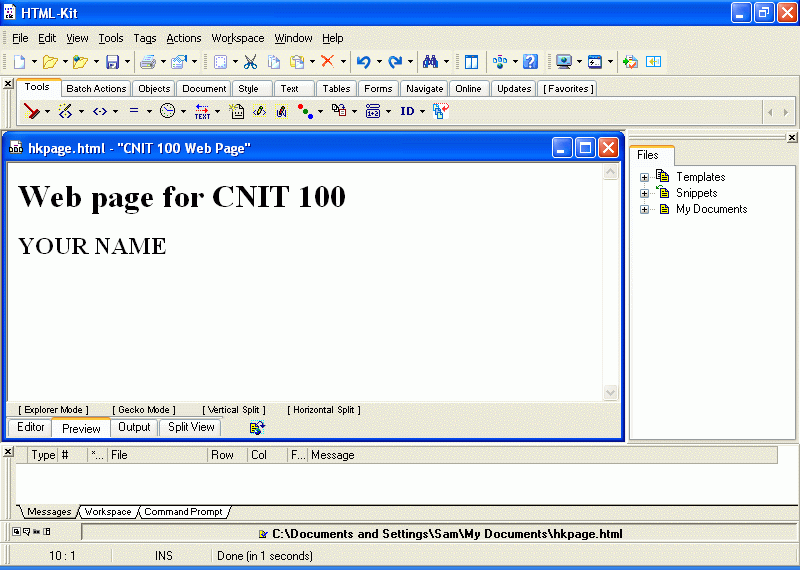 HTML-Kit
File Edit View Tools Tags Actions Workspace Window Help
Tools Batch Actions Objects Document Style Text Tables Forms Navigate Online Updates [ Favorites ]
TEXT ID
hkpage.html - "CNIT 100 Web Page"
Web page for CNIT 100
YOUR NAME
[ Explorer Mode ] [ Gecko Mode ] [ Vertical Split ] [ Horizontal Split ]
Editor Preview Output Split View
Files
Templates
Snippets
My Documents
Type # *... File Row Col F... Message
Messages Workspace Command Prompt
C:\Documents and Settings\Sam\My Documents\hkpage.html
10 : 1 INS Done (in 1 seconds)